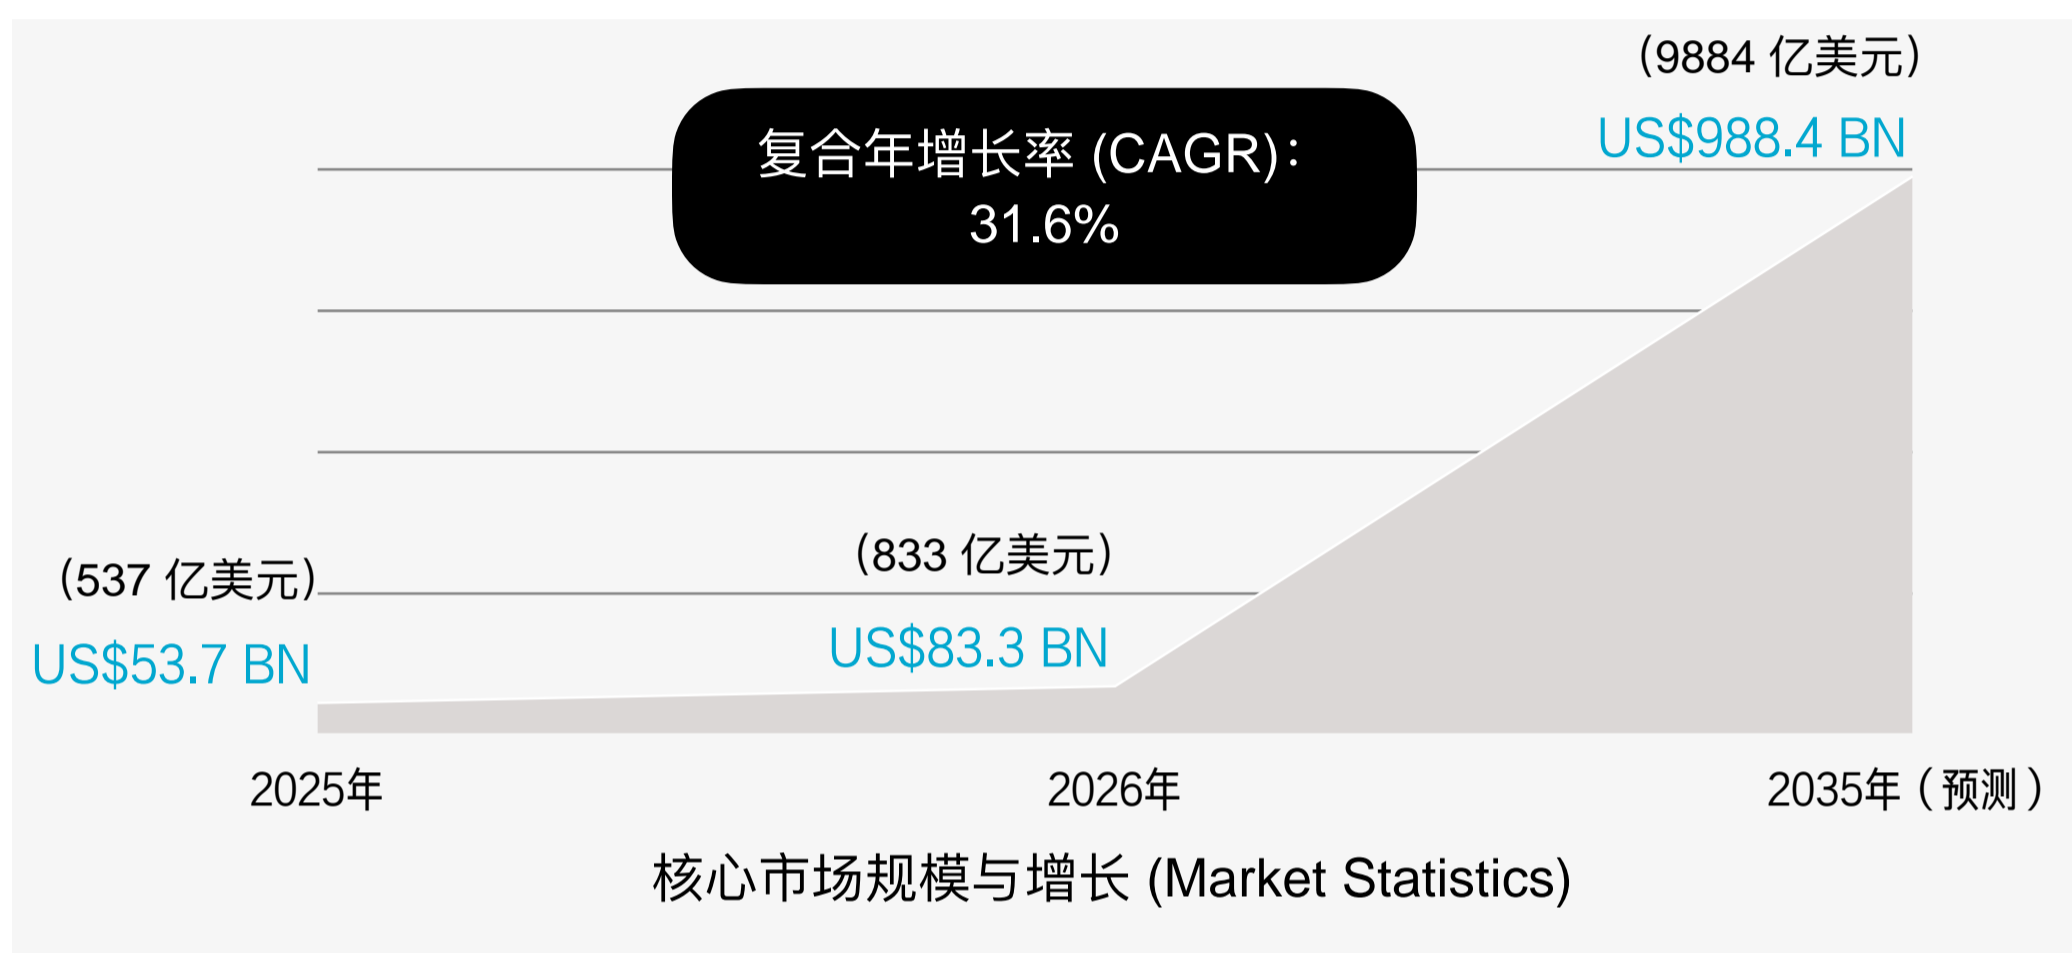 (9884 亿美元)
US$988.4 BN
复合年增长率 (CAGR)：
31.6%
(537 亿美元)
US$53.7 BN
(833 亿美元)
US$83.3 BN
2025年
2026年
2035年（预测）
核心市场规模与增长 (Market Statistics)